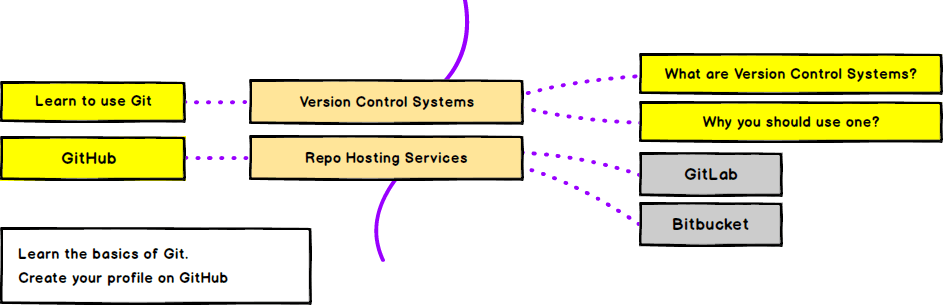 What are Version Control Systems?
Learn to use Git
Version Control Systems
Why you should use one?
GitHub
Repo Hosting Services
GitLab
Bitbucket
Learn the basics of Git.
Create your profile on GitHub